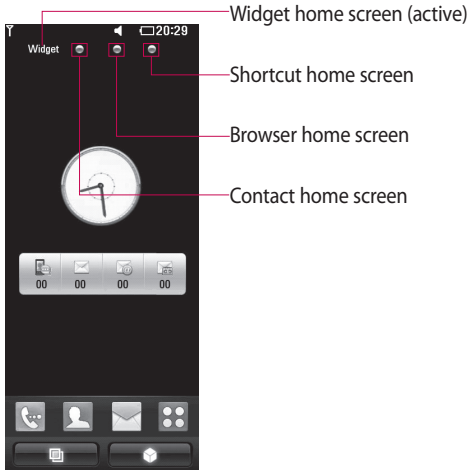 Widget home screen (active)
20:29
Widget
Shortcut home screen
Browser home screen
Contact home screen
00 00 00 00